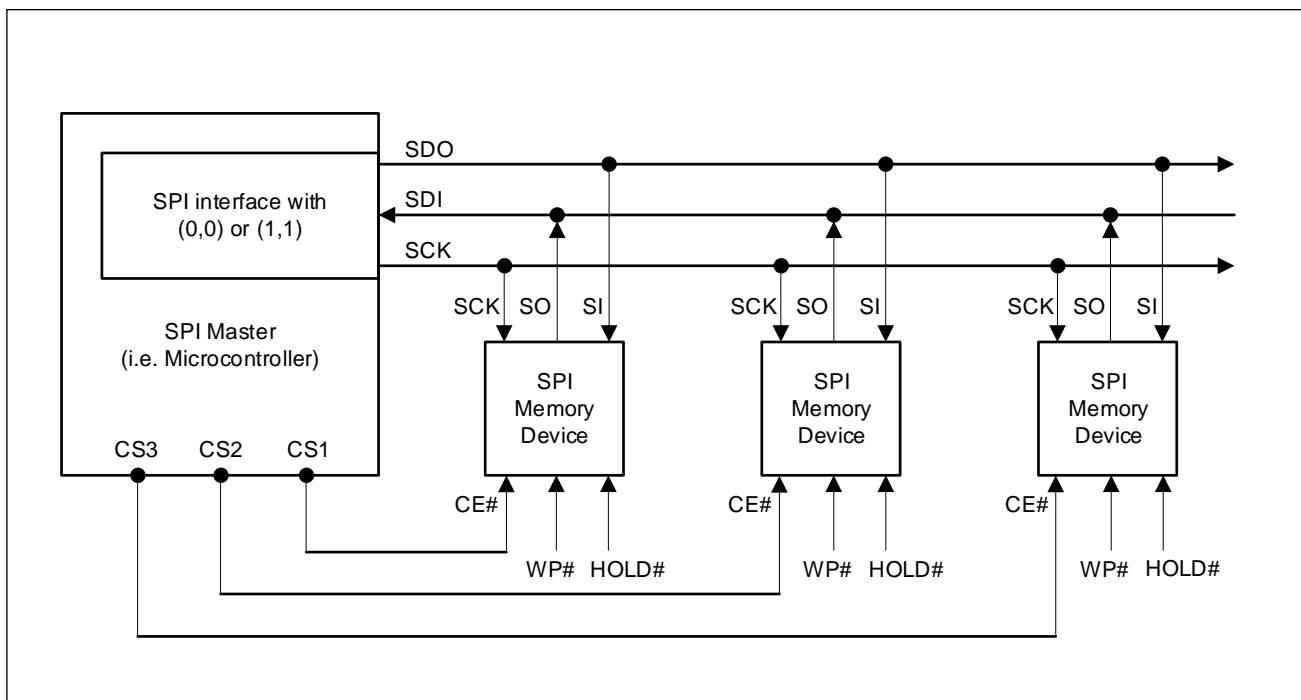 SDO
SPI interface with
(0,0) or (1,1)
SDI
SCK
SPI Master
(i.e. Microcontroller)
SCK SO SI
SCK SO SI
SCK SO SI
SPI
Memory
Device
SPI
Memory
Device
SPI
Memory
Device
CS3 CS2 CS1
CE#
CE#
CE#
WP# HOLD#
WP# HOLD#
WP# HOLD#